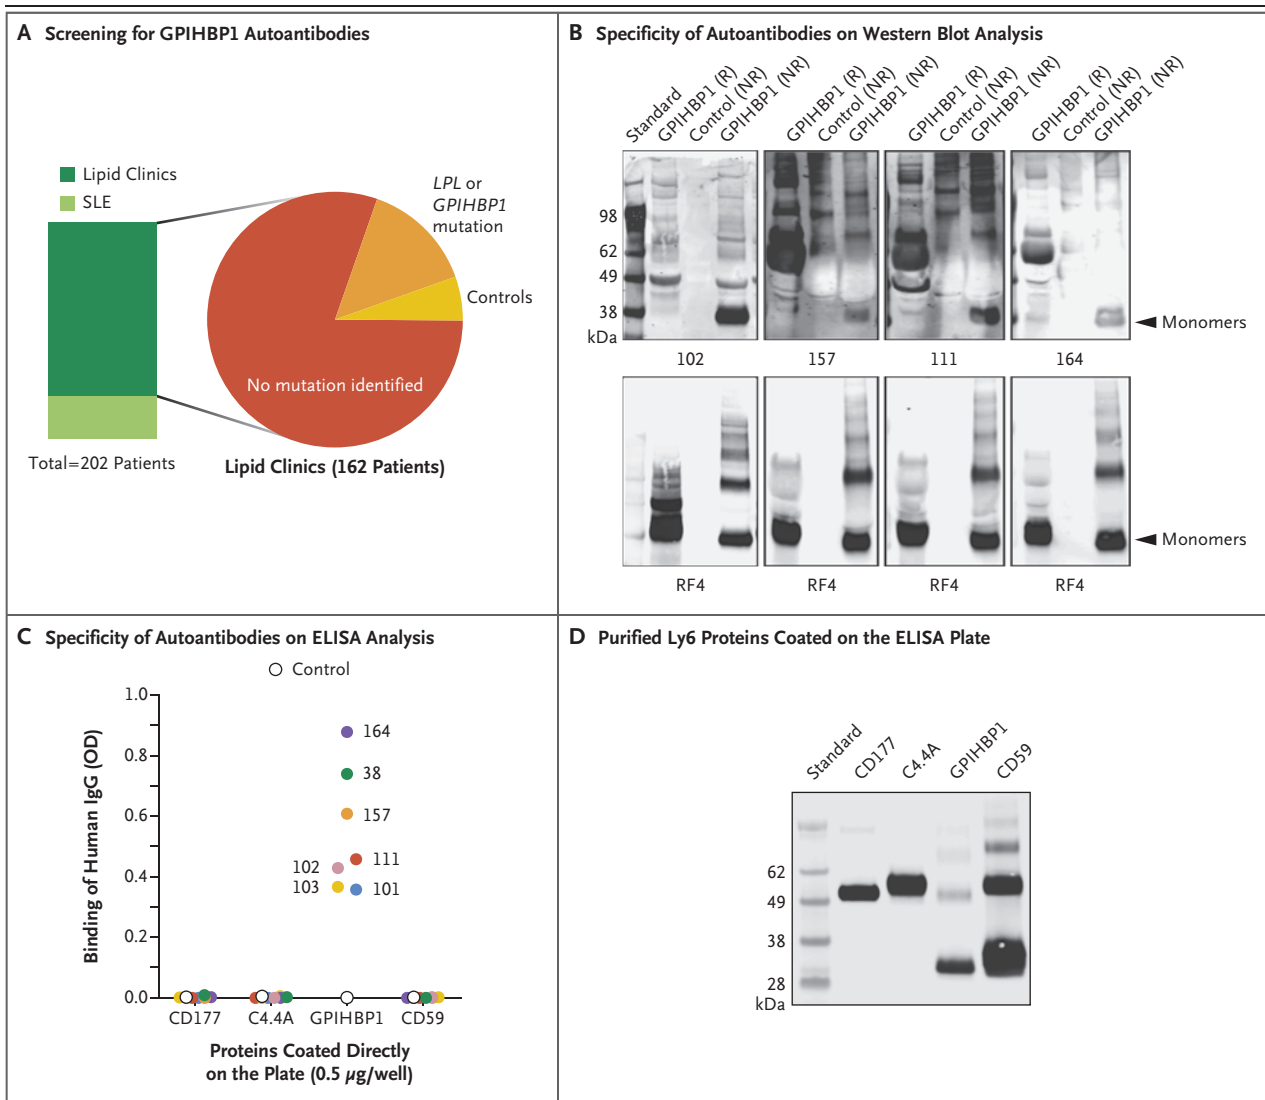 A Screening for GPIHBP1 Autoantibodies
Lipid Clinics
SLE
LPL or
GPIHBP1
mutation
Controls
No mutation identified
Total=202 Patients
Lipid Clinics (162 Patients)
B Specificity of Autoantibodies on Western Blot Analysis
Standard
GPIHBP1 (R)
Control (NR)
GPIHBP1 (NR)
GPIHBP1 (R)
Control (NR)
GPIHBP1 (NR)
GPIHBP1 (R)
Control (NR)
GPIHBP1 (NR)
GPIHBP1 (R)
Control (NR)
GPIHBP1 (NR)
98
62
49
38
kDa
Monomers
102 157 111 164
Monomers
RF4 RF4 RF4 RF4
C Specificity of Autoantibodies on ELISA Analysis
Control
Binding of Human IgG (OD)
1.0
0.8
0.6
0.4
0.2
0.0
164
38
157
111
102
103
101
CD177 C4.4A GPIHBP1 CD59
Proteins Coated Directly
on the Plate (0.5 µg/well)
D Purified Ly6 Proteins Coated on the ELISA Plate
Standard
CD177
C4.4A
GPIHBP1
CD59
62
49
38
28
kDa